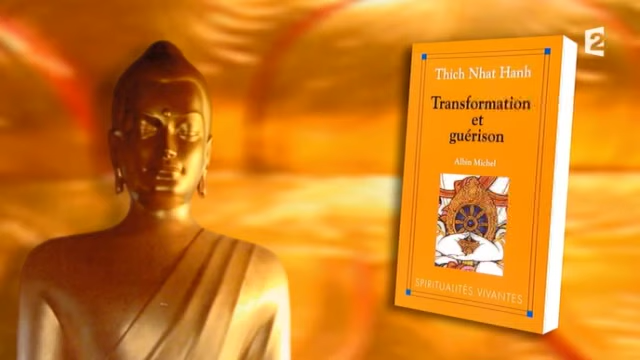 2
Thich Nhat Hanh
Transformation
et
guérison
Albin Michel
SPIRITUALITÉS VIVANTES